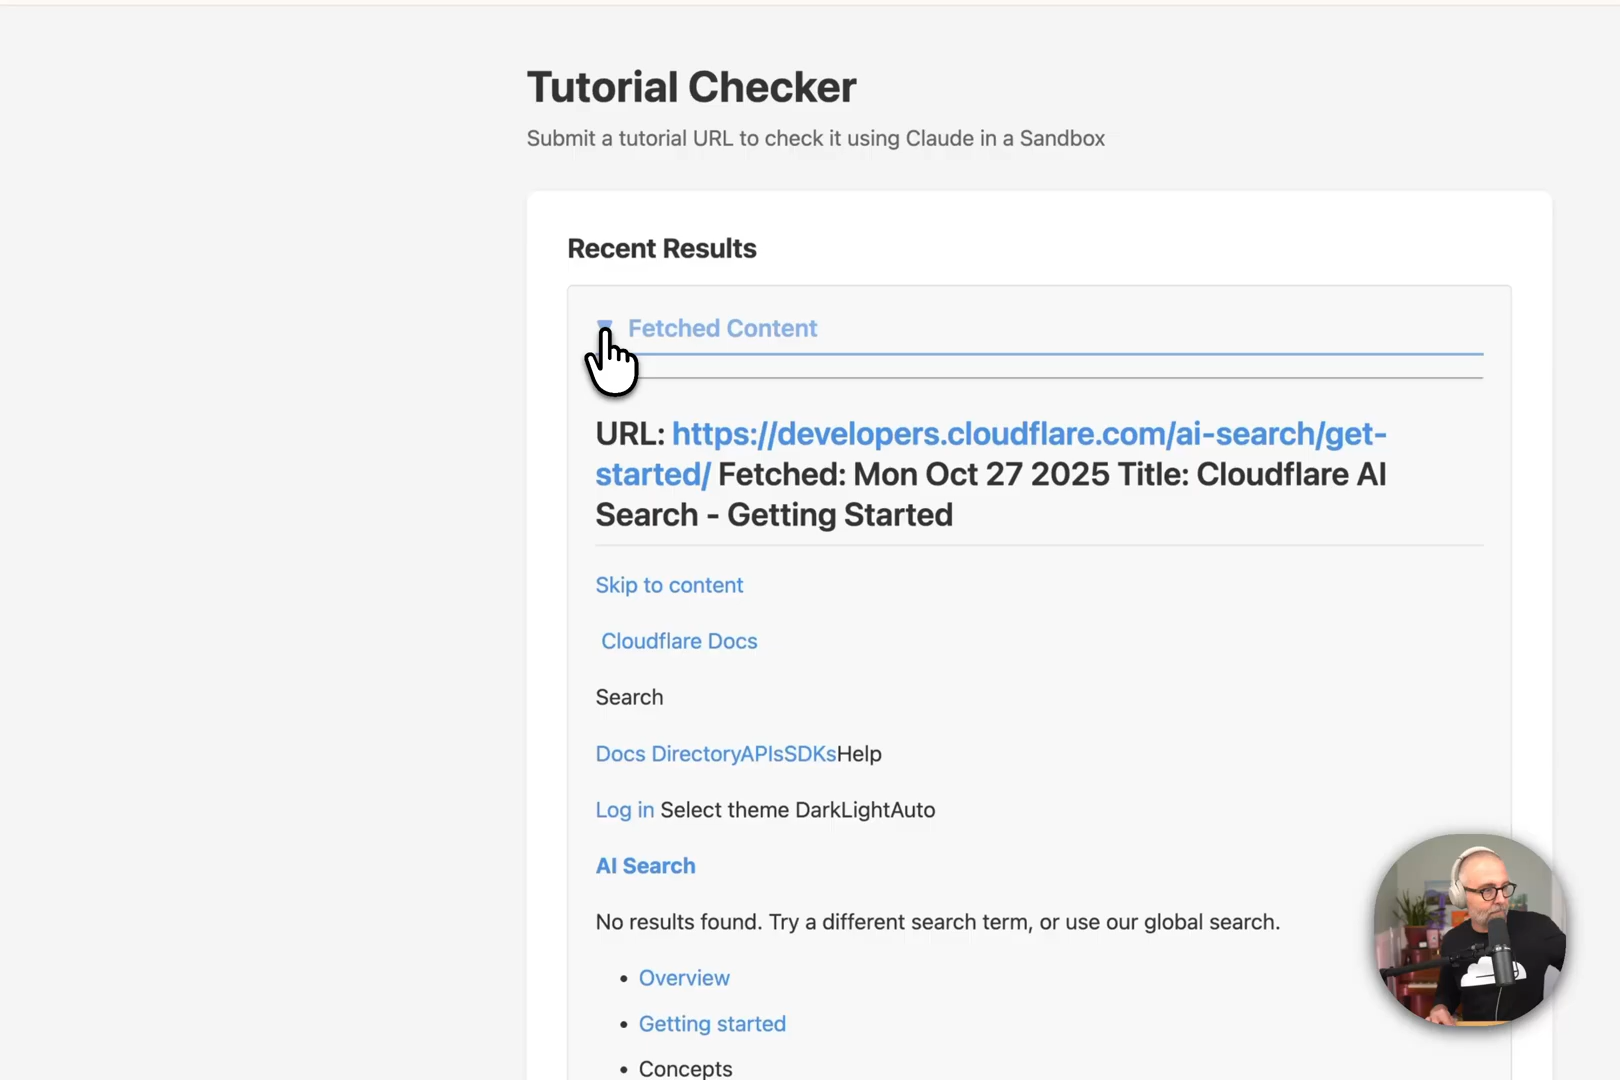 Tutorial Checker
Submit a tutorial URL to check it using Claude in a Sandbox
Recent Results
Fetched Content
URL: https://developers.cloudflare.com/ai-search/get-
started/ Fetched: Mon Oct 27 2025 Title: Cloudflare AI
Search - Getting Started
Skip to content
Cloudflare Docs
Search
Docs DirectoryAPIsSDKsHelp
Log in Select theme DarkLightAuto
AI Search
No results found. Try a different search term, or use our global search.
• Overview
• Getting started
• Concepts